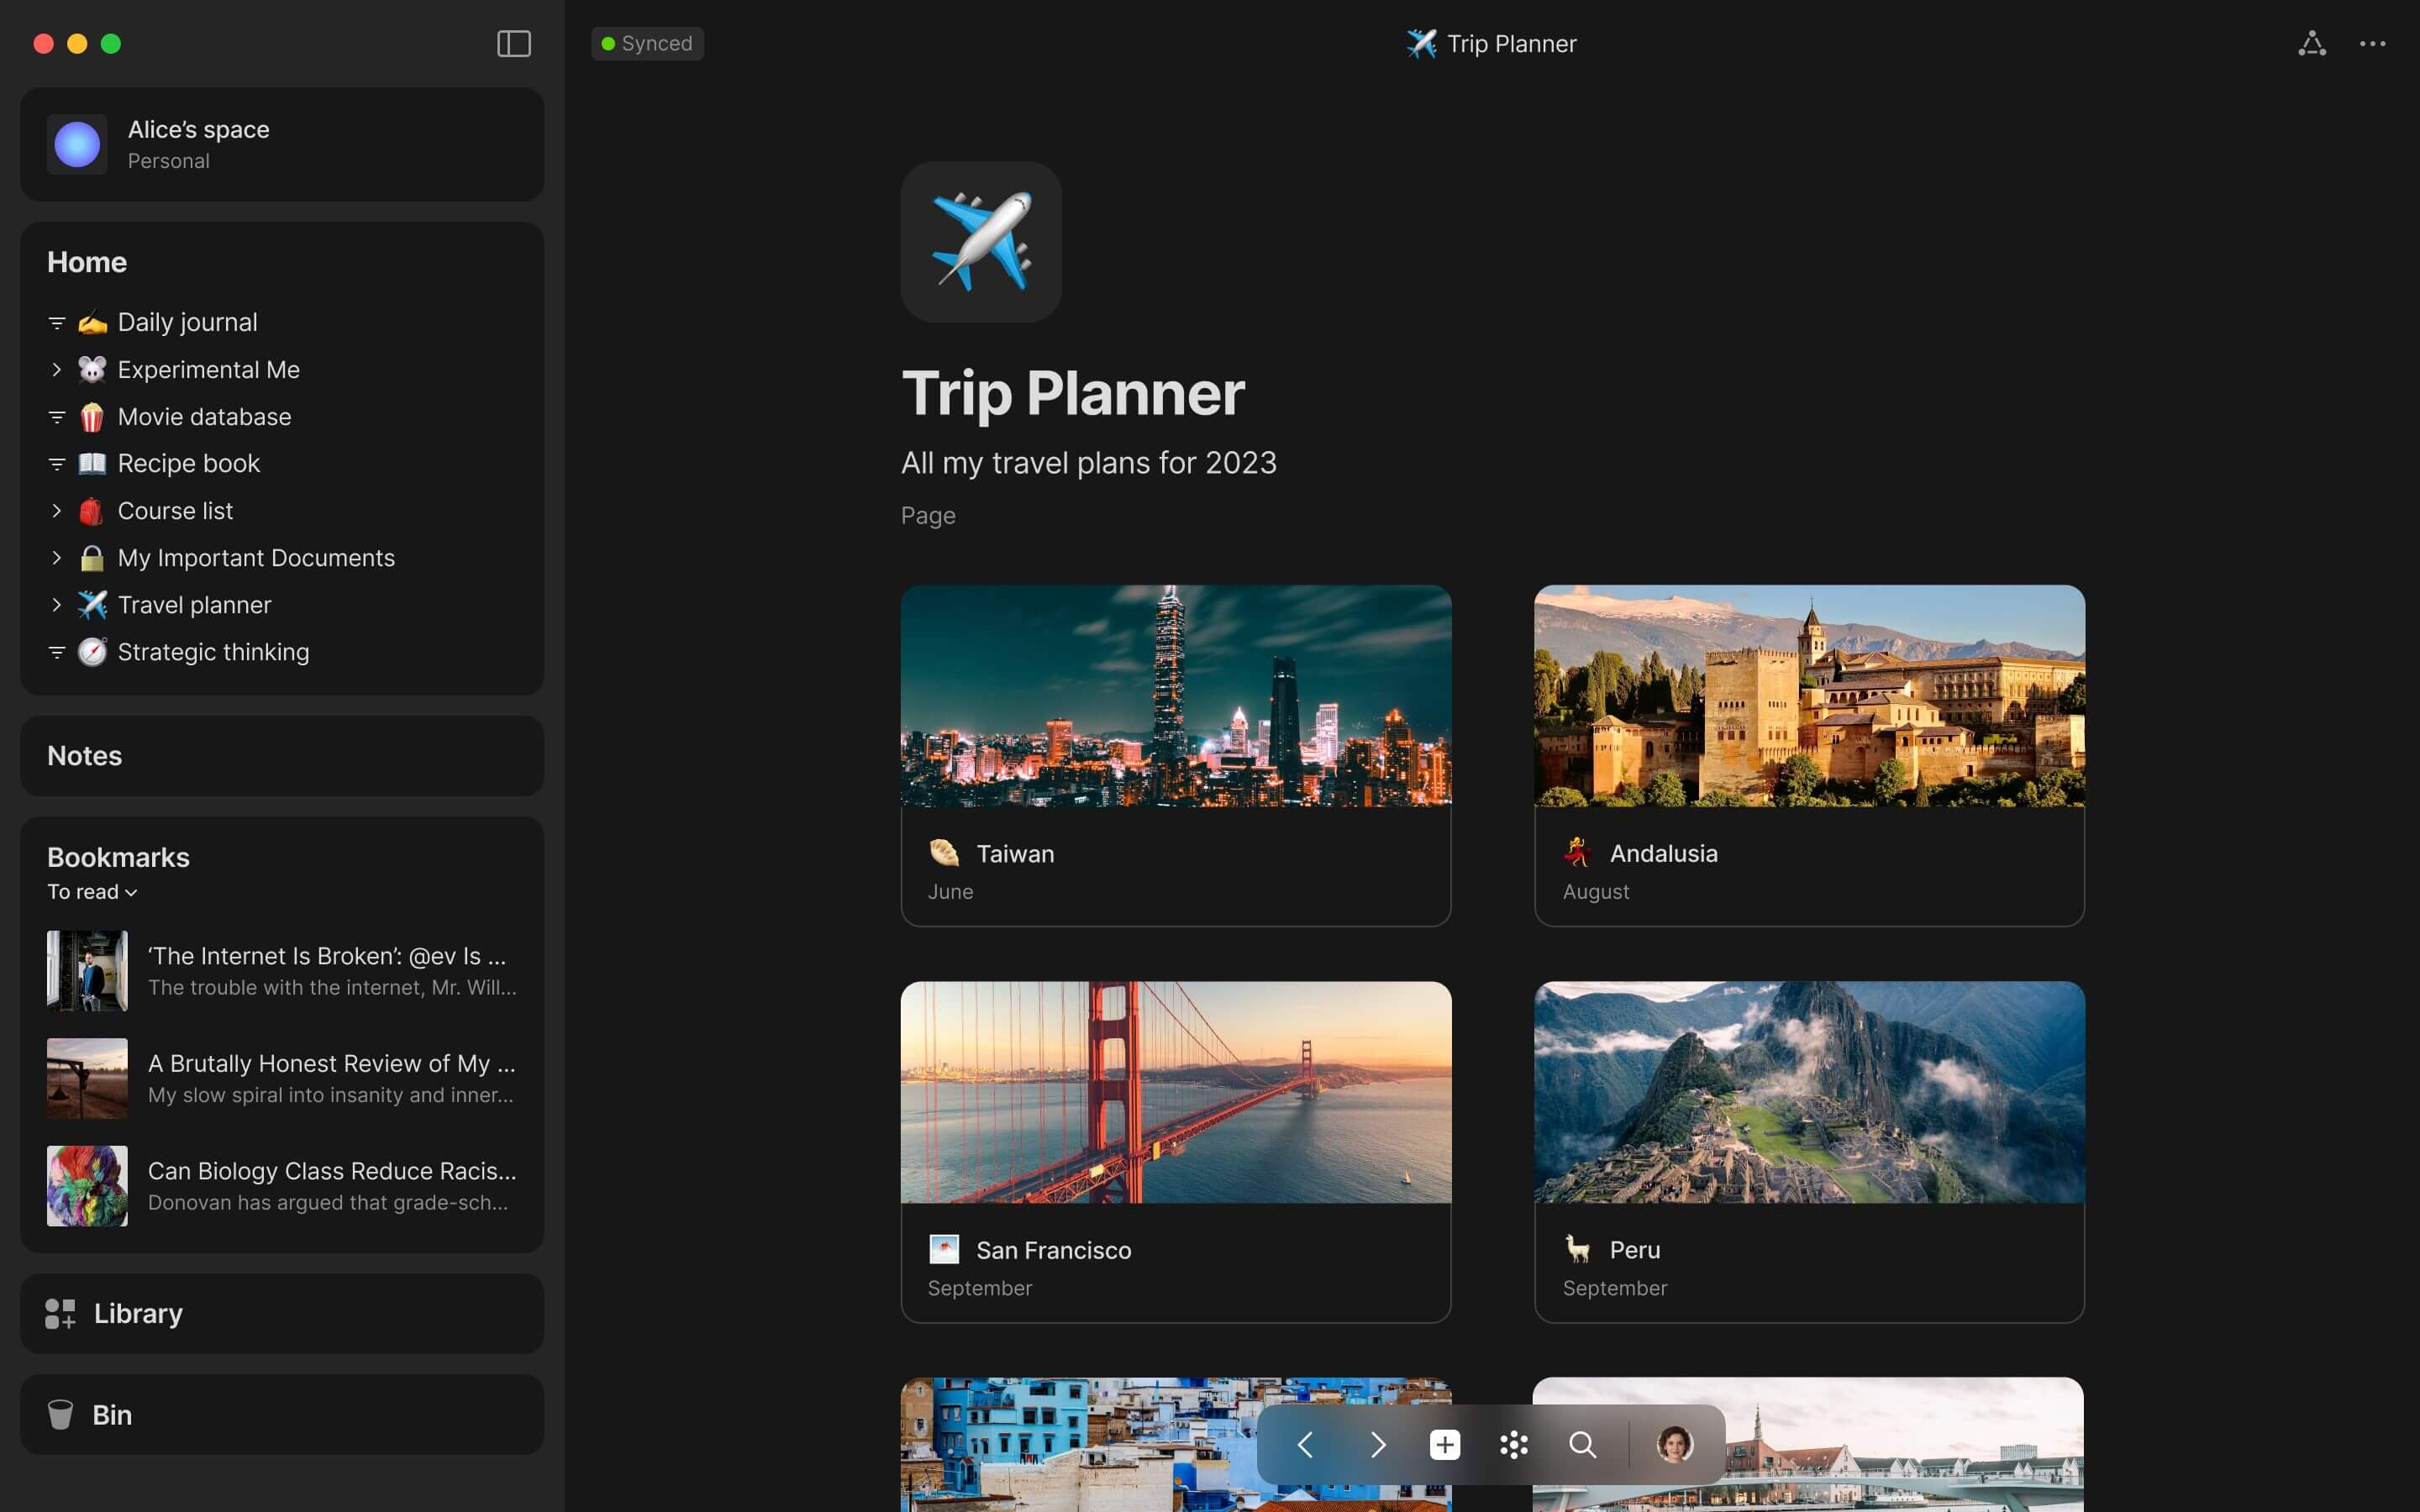 Synced
Trip Planner
Alice’s space
Personal
Home
Daily journal
Experimental Me
Movie database
Recipe book
Course list
My Important Documents
Travel planner
Strategic thinking
Notes
Bookmarks
To read
‘The Internet Is Broken’: @ev Is ...
The trouble with the internet, Mr. Will...
A Brutally Honest Review of My ...
My slow spiral into insanity and inner...
Can Biology Class Reduce Racis...
Donovan has argued that grade-sch...
Library
Bin
Trip Planner
All my travel plans for 2023
Page
Taiwan
June
Andalusia
August
San Francisco
September
Peru
September